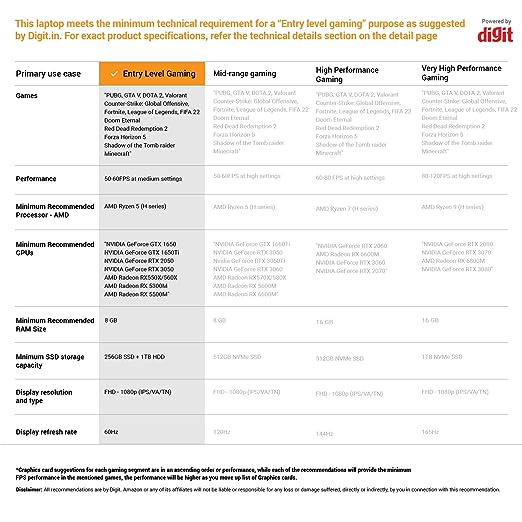 This laptop meets the minimum technical requirement for a “Entry level gaming” purpose as suggested
by Digit.in. For exact product specifications, refer the technical details section on the detail page
Powered by
digit
Primary use case
Entry Level Gaming
Mid-range gaming
High Performance
Gaming
Very High Performance
Gaming
Games
"PUBG, GTA V, DOTA 2, Valorant
Counter-Strike: Global Offensive,
Fortnite, League of Legends, FIFA 22
Doom Eternal
Red Dead Redemption 2
Forza Horizon 5
Shadow of the Tomb raider
Minecraft"
"PUBG, GTA V, DOTA 2, Valorant
Counter-Strike: Global Offensive,
Fortnite, League of Legends, FIFA 22
Doom Eternal
Red Dead Redemption 2
Forza Horizon 5
Shadow of the Tomb raider
Minecraft"
"PUBG, GTA V, DOTA 2, Valorant
Counter-Strike: Global Offensive,
Fortnite, League of Legends, FIFA 22
Doom Eternal
Red Dead Redemption 2
Forza Horizon 5
Shadow of the Tomb raider
Minecraft"
"PUBG, GTA V, DOTA 2, Valorant
Counter-Strike: Global Offensive,
Fortnite, League of Legends, FIFA 22
Doom Eternal
Red Dead Redemption 2
Forza Horizon 5
Shadow of the Tomb raider
Minecraft"
Performance
50-60FPS at medium settings
50-60FPS at high settings
60-80 FPS at high settings
80-120FPS at high settings
Minimum Recommended
Processor - AMD
AMD Ryzen 5 (H series)
AMD Ryzen 5 (H series)
AMD Ryzen 7 (H series)
AMD Ryzen 9 (H series)
Minimum Recommended
GPUs
"NVIDIA GeForce GTX 1650
NVIDIA GeForce GTX 1650Ti
NVIDIA GeForce RTX 2050
NVIDIA GeForce RTX 3050
AMD Radeon RX550X/560X
AMD Radeon RX 5300M
AMD Radeon RX 5500M"
"NVIDIA GeForce GTX 1660Ti
NVIDIA GeForce RTX 3050
Nvidia GeForce RTX 3050Ti
NVIDIA GeForce RTX 3060
AMD Radeon RX570X/580X
AMD Radeon RX 5600M
AMD Radeon RX 6600M"
"NVIDIA GeForce RTX 2060
AMD Radeon RX 6600M
NVIDIA GeForce RTX 3060
NVIDIA GeForce RTX 2070"
"NVIDIA GeForce RTX 2080
NVIDIA GeForce RTX 3070
AMD Radeon RX 6800M
NVIDIA GeForce RTX 3080"
Minimum Recommended
RAM Size
8 GB
8 GB
16 GB
16 GB
Mnimum SSD storage
capacity
256GB SSD + 1TB HDD
512GB NVMe SSD
512GB NVMe SSD
1TB NVMe SSD
Display resolution
and type
FHD - 1080p (IPS/VA/TN)
FHD - 1080p (IPS/VA/TN)
FHD - 1080p (IPS/VA/TN)
FHD - 1080p (IPS/VA/TN)
Display refresh rate
60Hz
120Hz
144Hz
165Hz
*Graphics card suggestions for each gaming segment are in an ascending order or performance, while each of the recommendations will provide the minimum
FPS performance in the mentioned games, the performance will be higher as you move up list of Graphics cards.
Disclaimer: All recommendations are by Digit. Amazon or any of its affiliates will not be liable or responsible for any loss or damage suffered, directly or indirectly, by you in connection with this recommendation.